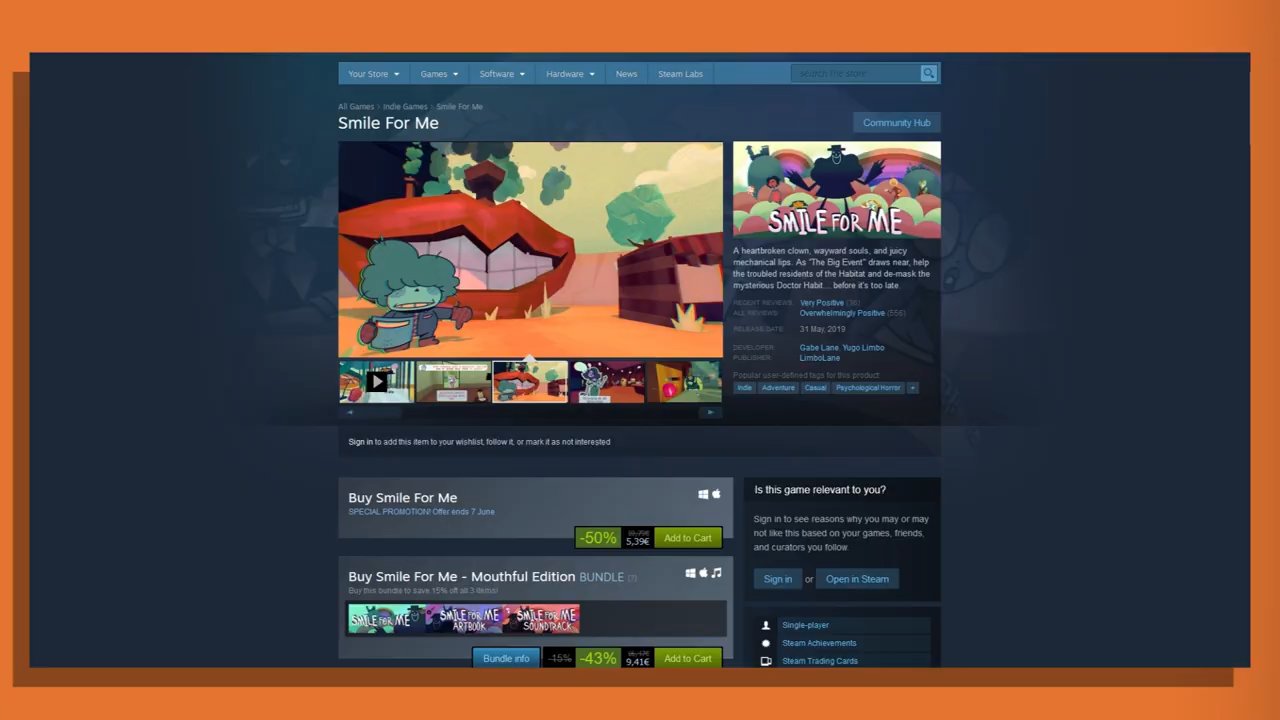 Your Store Games Software Hardware News Steam Labs search the store
All Games > Indie Games > Smile For Me
Smile For Me
Community Hub
SMILE FOR ME
A heartbroken clown, wayward souls, and juicy
mechanical lips. As "The Big Event" draws near, help
the troubled residents of the Habitat and de-mask the
mysterious Doctor Habit... before it's too late
RECENT REVIEWS: Very Positive (36)
ALL REVIEWS: Overwhelmingly Positive (556)
RELEASE DATE: 31 May, 2019
DEVELOPER: Gabe Lane, Yugo Limbo
PUBLISHER: LimboLane
Popular user-defined tags for this product:
Indie Adventure Casual Psychological Horror +
Sign in to add this item to your wishlist, follow it, or mark it as not interested
Buy Smile For Me
SPECIAL PROMOTION! Offer ends 7 June
-50% 5,39€ Add to Cart
Buy Smile For Me - Mouthful Edition BUNDLE (?)
Buy this bundle to save 15% off all 3 items!
SMILE FOR ME SMILE FOR ME ARTBOOK SMILE FOR ME SOUNDTRACK
Bundle info -15% -43% 9,41€ Add to Cart
Is this game relevant to you?
Sign in to see reasons why you may or may
not like this based on your games, friends,
and curators you follow
Sign in or Open in Steam
Single-player
Steam Achievements
Steam Trading Cards